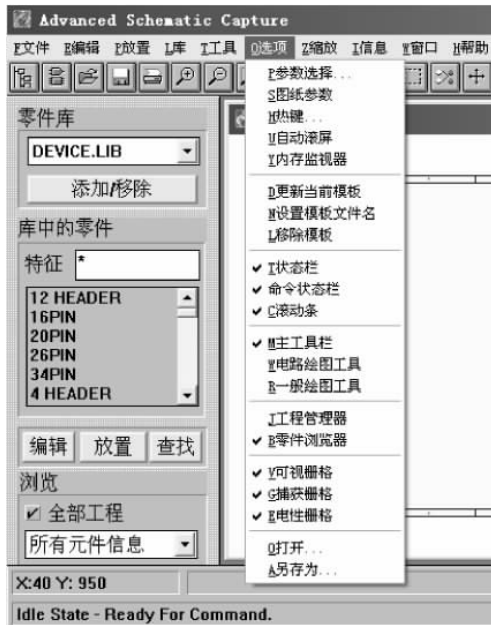 Advanced Schematic Capture
F文件 E编辑 P放置 L库 T工具 O选项 Z缩放 I信息 W窗口 H帮助
零件库
DEVICE.LIB
添加/移除
库中的零件
特征 *
12 HEADER
16PIN
20PIN
26PIN
34PIN
4 HEADER
编辑 放置 查找
浏览
全部工程
所有元件信息
P参数选择...
S图纸参数
H热键...
U自动滚屏
Y内存监视器
D更新当前模板
N设置模板文件名
L移除模板
T状态栏
命令状态栏
C滚动条
M主工具栏
W电路绘图工具
R一般绘图工具
J工程管理器
B零件浏览器
V可视栅格
G捕获栅格
E电性栅格
O打开...
A另存为...
X:40 Y: 950
Idle State - Ready For Command.